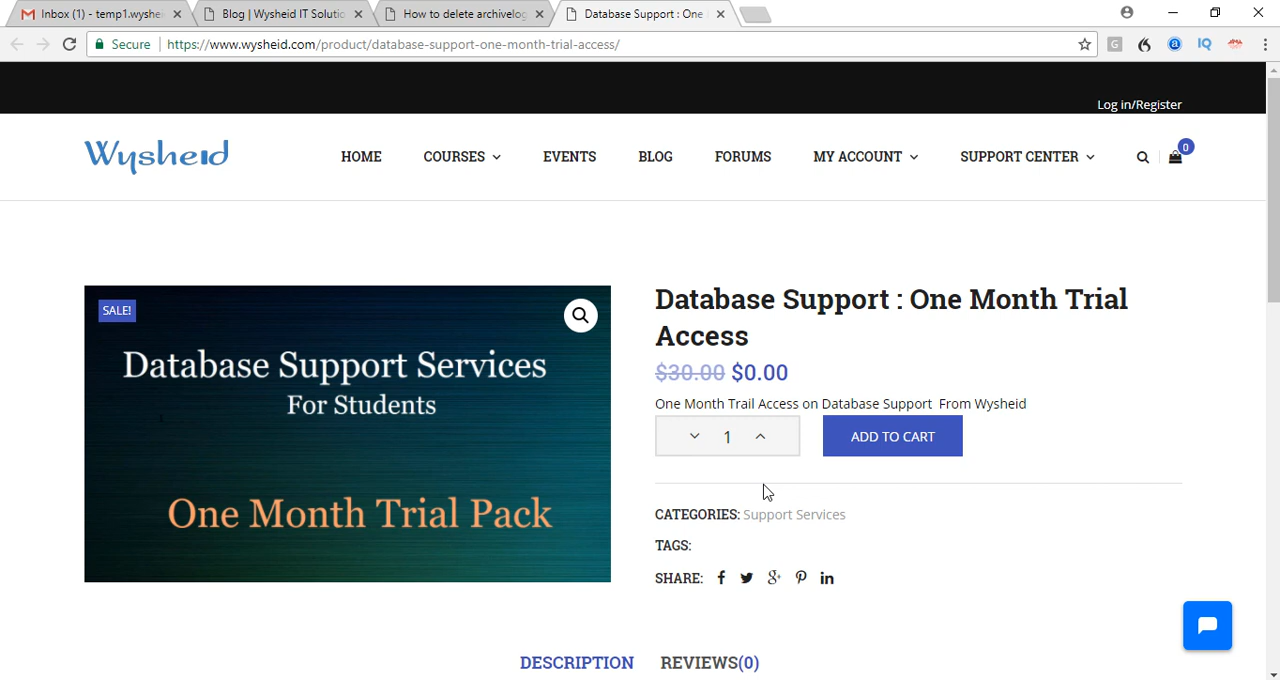 Inbox (1) - temp1.wyshe
Blog | Wysheid IT Soluti
How to delete archivelog
Database Support : One
Secure
https://www.wysheid.com/product/database-support-one-month-trial-access/
Log in/Register
Wysheid
HOME
COURSES
EVENTS
BLOG
FORUMS
MY ACCOUNT
SUPPORT CENTER
0
SALE!
Database Support Services
For Students
One Month Trial Pack
Database Support : One Month Trial
Access
$30.00 $0.00
One Month Trail Access on Database Support From Wysheid
1
ADD TO CART
CATEGORIES: Support Services
TAGS:
SHARE:
DESCRIPTION
REVIEWS(0)